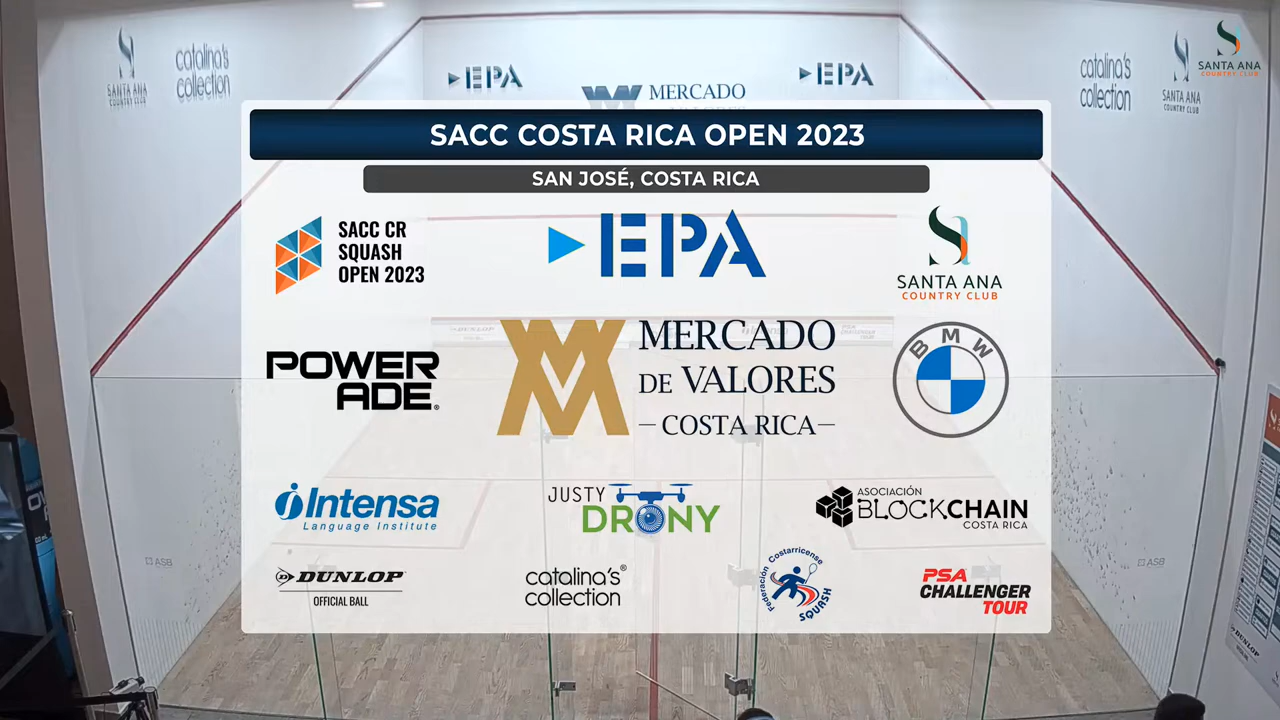 catalina's
collection
SANTA ANA
COUNTRY CLUB
EPA
MERCADO
EPA
catalina's
collection
SANTA ANA
COUNTRY CLUB
SANTA ANA
COUNTRY CLUB
SACC COSTA RICA OPEN 2023
SAN JOSÉ, COSTA RICA
SACC CR
SQUASH
OPEN 2023
EPA
SANTA ANA
COUNTRY CLUB
POWER
ADE®
MERCADO
DE VALORES
–COSTA RICA–
BMW
Intensa
Language Institute
JUSTY
DRONY
ASOCIACIÓN
BLOCKCHAIN
COSTA RICA
DUNLOP
OFFICIAL BALL
catalina's®
collection
Federación Costarricense
SQUASH
PSA
CHALLENGER
TOUR
ASB
ASB
DUNLOP